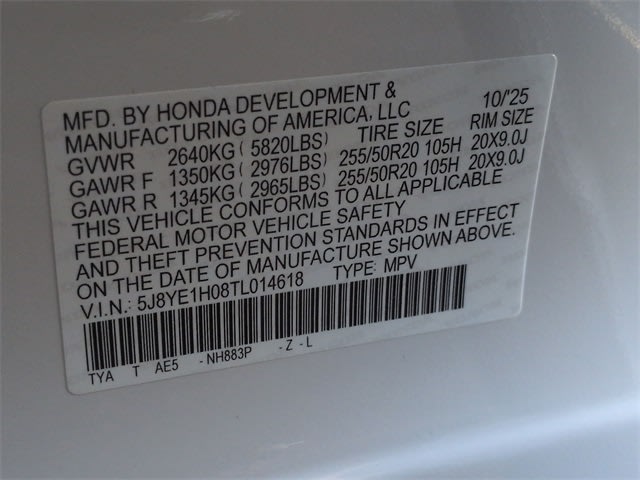 MFD. BY HONDA DEVELOPMENT & 10/'25
MANUFACTURING OF AMERICA, LLC TIRE SIZE RIM SIZE
GVWR 2640KG ( 5820LBS)
GAWR F 1350KG ( 2976LBS) 255/50R20 105H 20X9.0J
GAWR R 1345KG ( 2965LBS) 255/50R20 105H 20X9.0J
THIS VEHICLE CONFORMS TO ALL APPLICABLE
FEDERAL MOTOR VEHICLE SAFETY
AND THEFT PREVENTION STANDARDS IN EFFECT
ON THE DATE OF MANUFACTURE SHOWN ABOVE.
V.I.N.: 5J8YE1H08TL014618 TYPE: MPV
TYA T AE5 - NH883P - Z - L